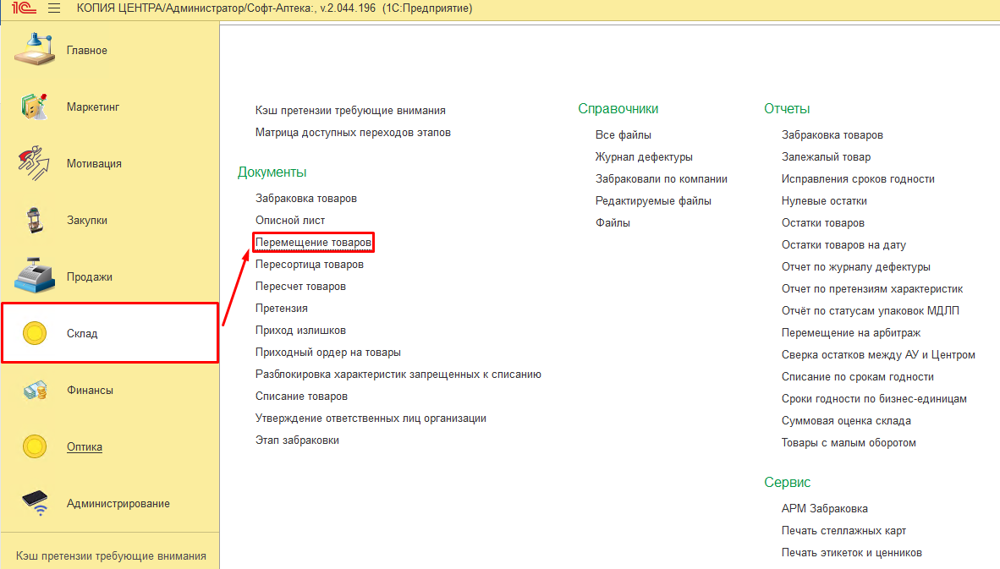 1С КОПИЯ ЦЕНТРА/Администратор/Софт-Аптека:, v.2.044.196 (1С:Предприятие)
Главное
Маркетинг
Мотивация
Закупки
Продажи
Склад
Финансы
Оптика
Администрирование
Кэш претензии требующие внимания
Кэш претензии требующие внимания
Матрица доступных переходов этапов
Документы
Забраковка товаров
Описной лист
Перемещение товаров
Пересортица товаров
Пересчет товаров
Претензия
Приход излишков
Приходный ордер на товары
Разблокировка характеристик запрещенных к списанию
Списание товаров
Утверждение ответственных лиц организации
Этап забраковки
Справочники
Все файлы
Журнал дефектуры
Забраковали по компании
Редактируемые файлы
Файлы
Отчеты
Забраковка товаров
Залежалый товар
Исправления сроков годности
Нулевые остатки
Остатки товаров
Остатки товаров на дату
Отчет по журналу дефектуры
Отчет по претензиям характеристик
Отчёт по статусам упаковок МДЛП
Перемещение на арбитраж
Сверка остатков между АУ и Центром
Списание по срокам годности
Сроки годности по бизнес-единицам
Суммовая оценка склада
Товары с малым оборотом
Сервис
АРМ Забраковка
Печать стеллажных карт
Печать этикеток и ценников